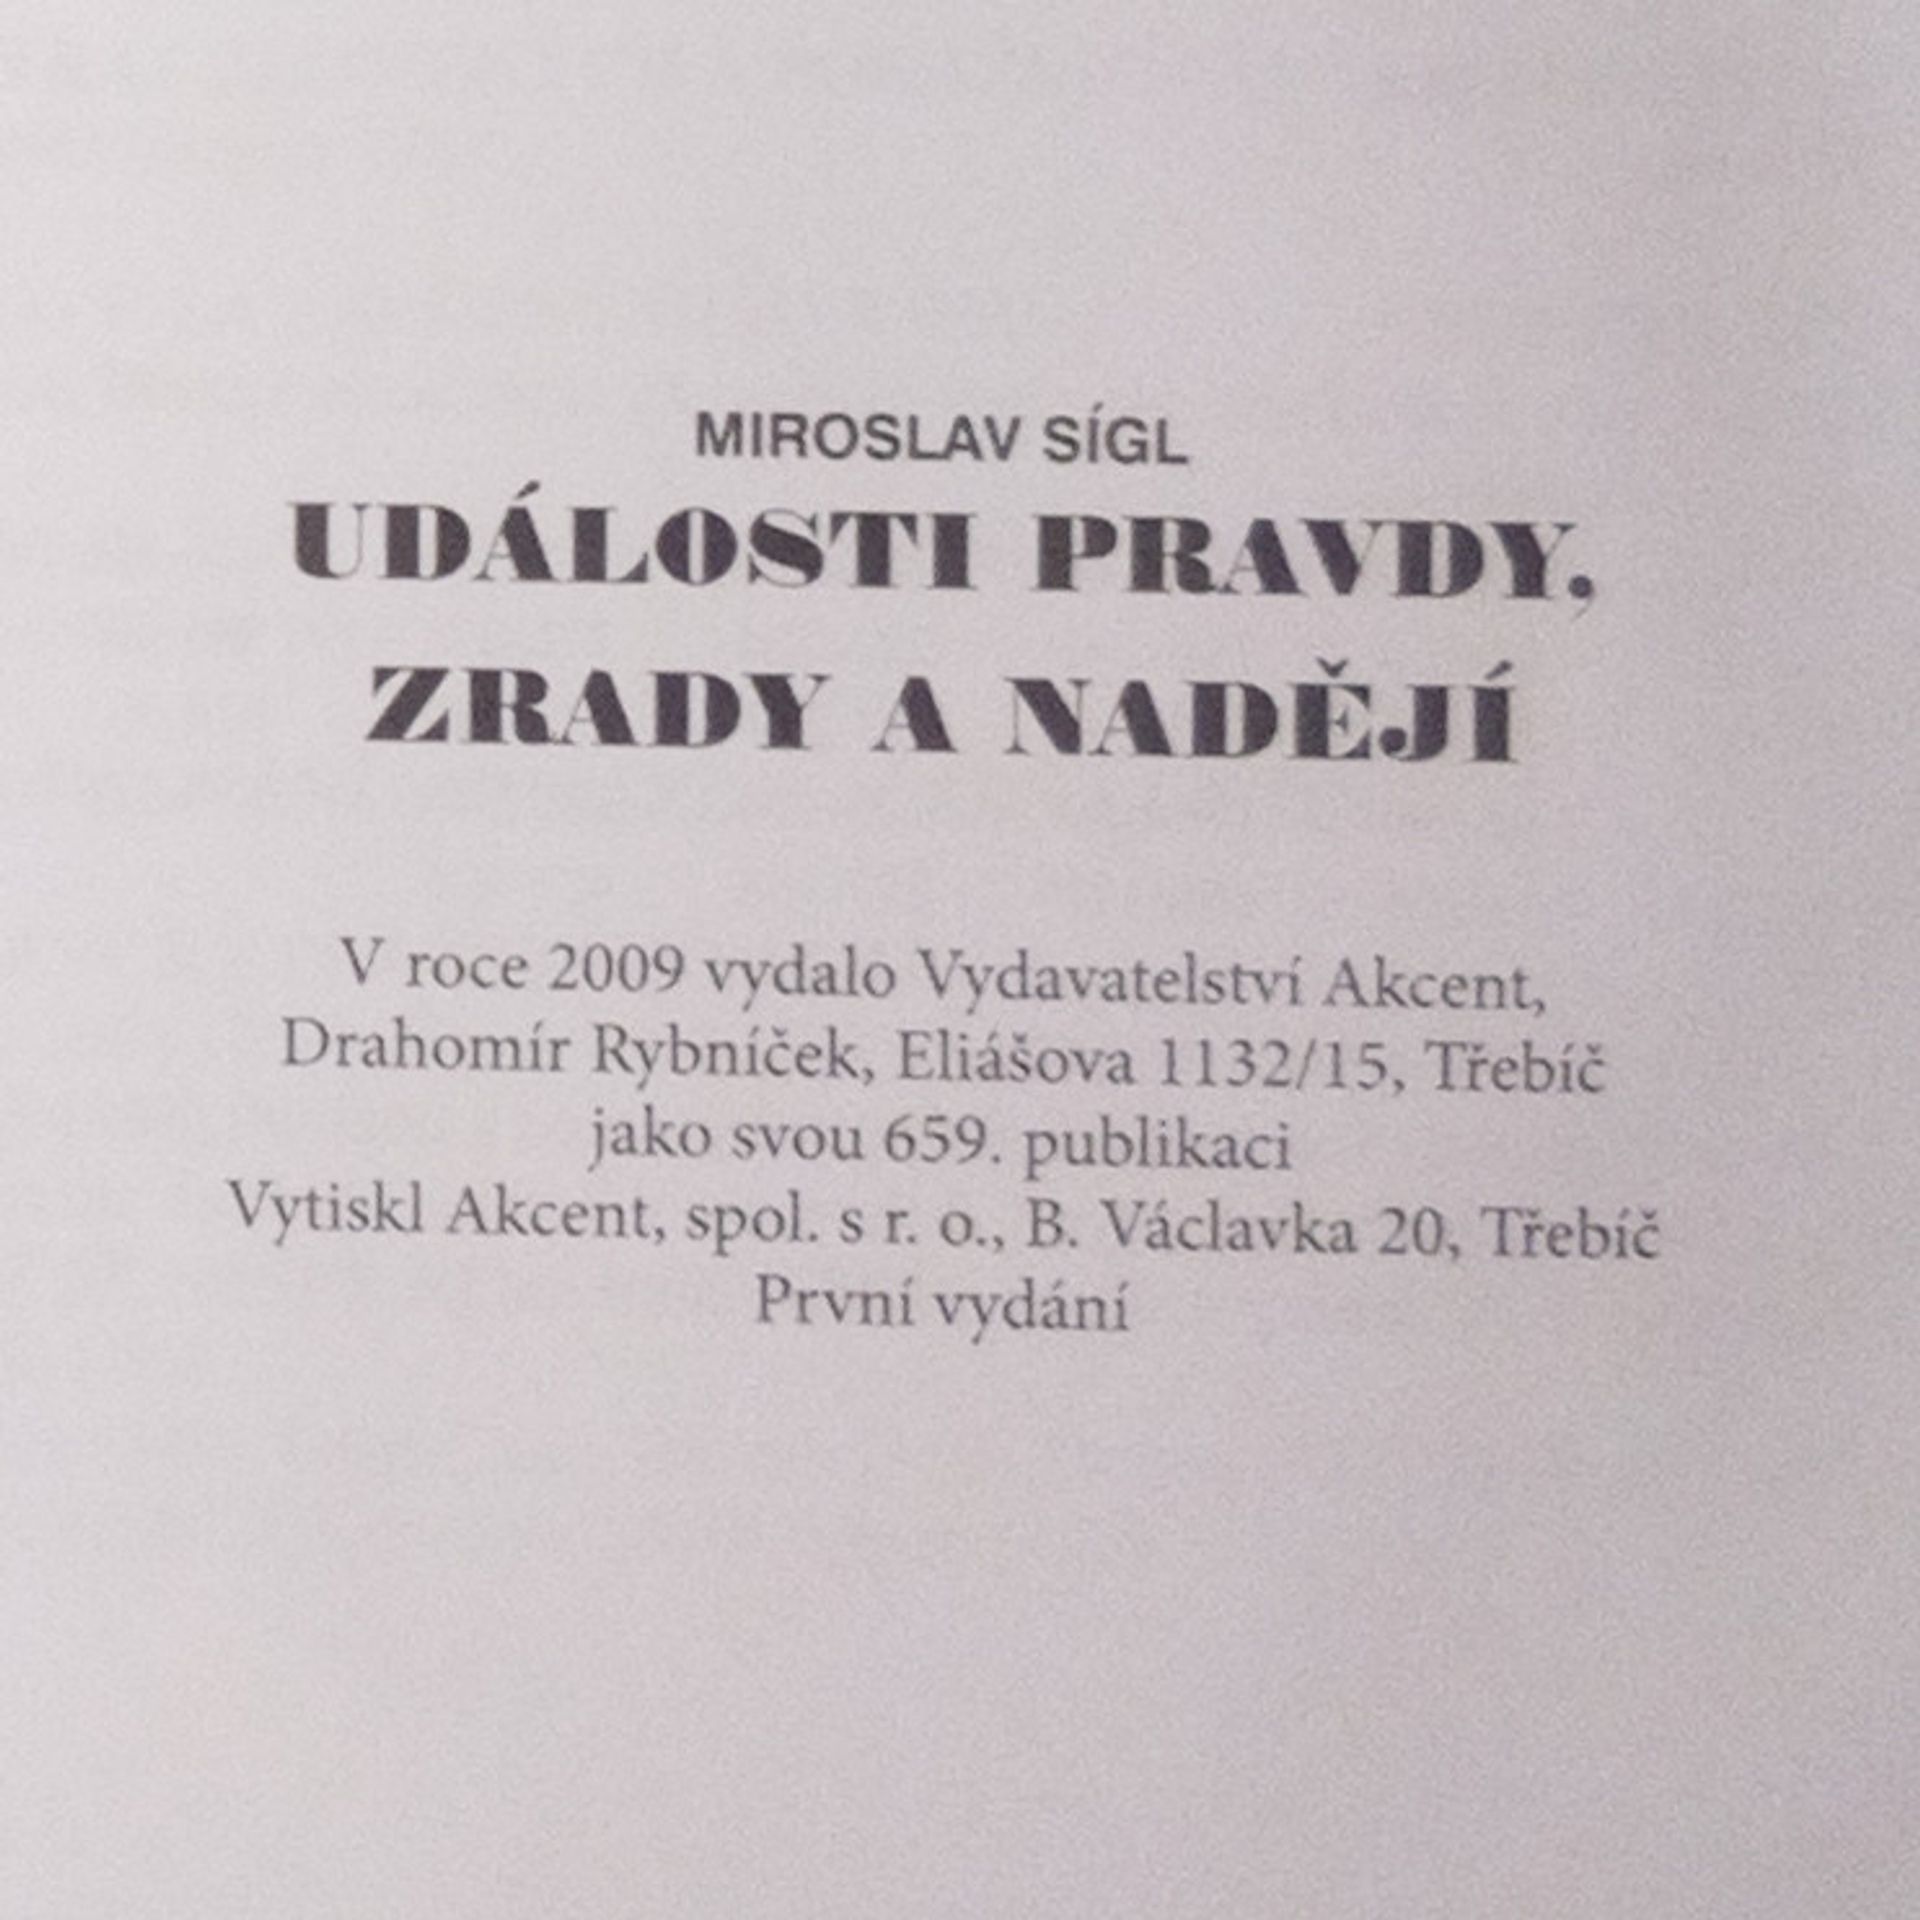 MIROSLAV SÍGL
UDÁLOSTI PRAVDY,
ZRADY A NADĚJÍ
V roce 2009 vydalo Vydavatelství Akcent,
Drahomír Rybníček, Eliášova 1132/15, Třebíč
jako svou 659. publikaci
Vytiskl Akcent, spol. s r. o., B. Václavka 20, Třebíč
První vydání